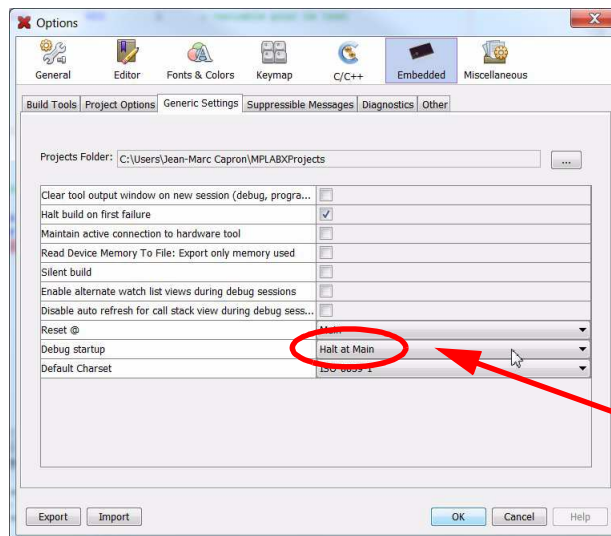 Options
General Editor Fonts & Colors Keymap C/C++ Embedded Miscellaneous
Build Tools Project Options Generic Settings Suppressible Messages Diagnostics Other
Projects Folder: C:\Users\Jean-Marc Capron\MPLABXProjects ...
Clear tool output window on new session (debug, progra...
Halt build on first failure
Maintain active connection to hardware tool
Read Device Memory To File: Export only memory used
Silent build
Enable alternate watch list views during debug sessions
Disable auto refresh for call stack view during debug sess...
Reset @ Main
Debug startup Halt at Main
Default Charset ISO-8859-1
Export Import OK Cancel Help